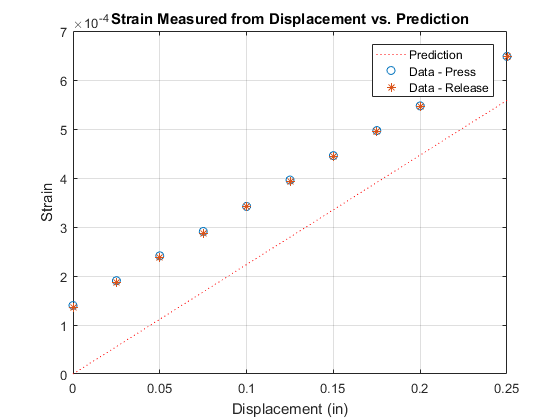 ×10⁻⁴
Strain Measured from Displacement vs. Prediction
7
6
5
4
3
2
1
0
Strain
Prediction
Data - Press
Data - Release
0
0.05
0.1
0.15
0.2
0.25
Displacement (in)